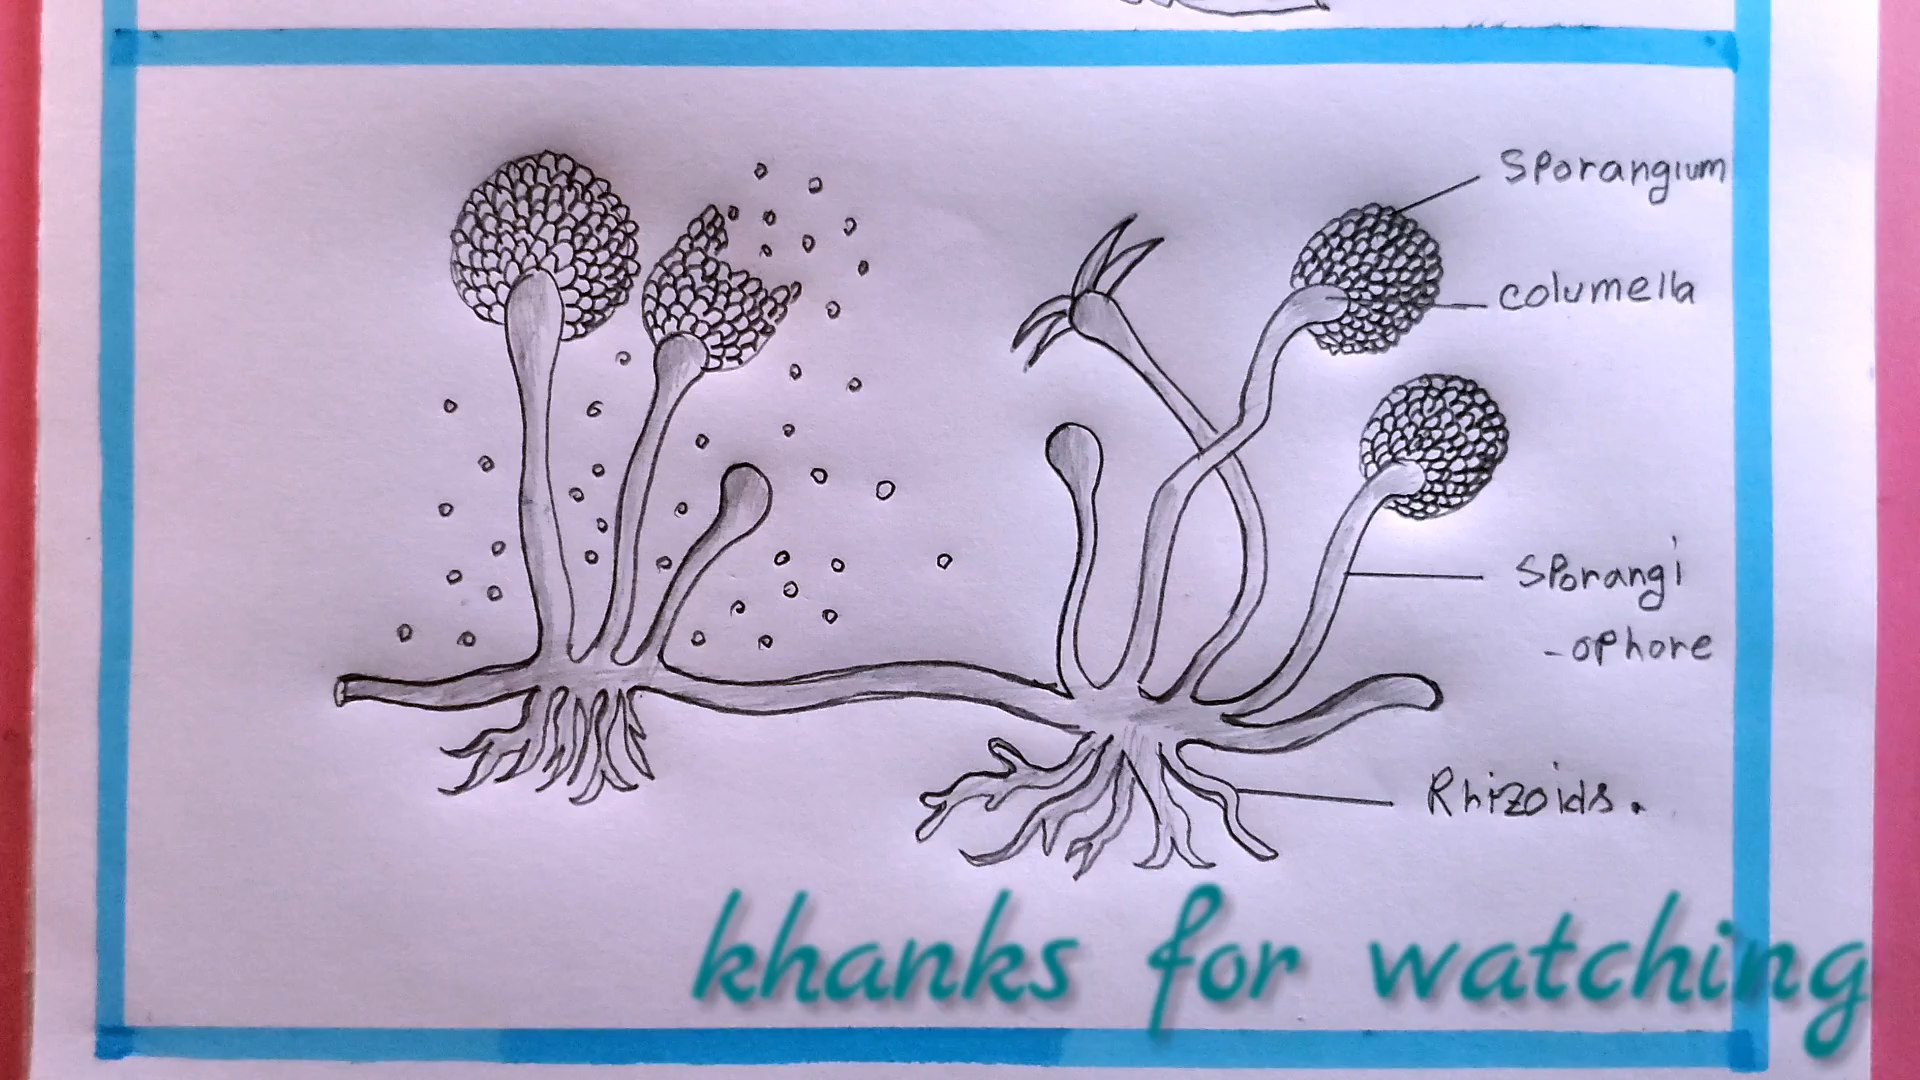 Sporangium
columella
Sporangi
-ophore
Rhizoids.
khanks for watching